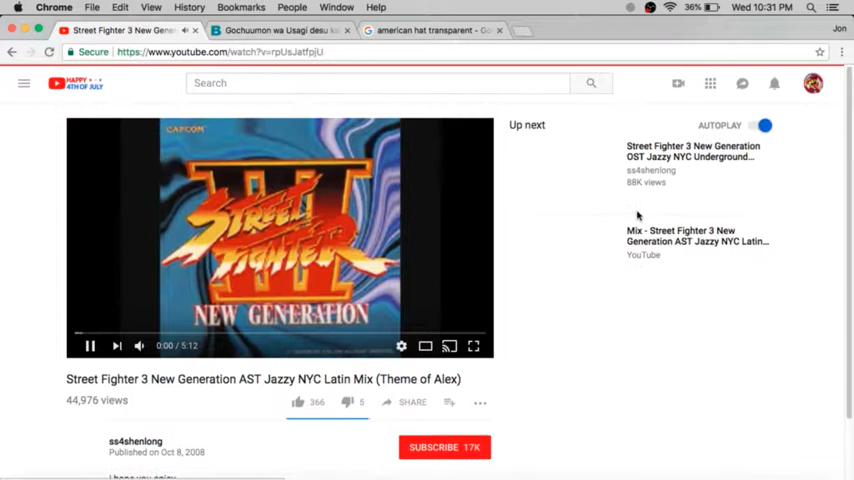 Chrome File Edit View History Bookmarks People Window Help 36% Wed 10:31 PM
Street Fighter 3 New Gene Gochuumon wa Usagi desu ka american hat transparent - Go Jon
Secure https://www.youtube.com/watch?v=rpUsJatfpjU
HAPPY
4TH OF JULY
Search
Up next AUTOPLAY
CAPCOM
III
STREET
FIGHTER
NEW GENERATION
0:00 / 5:12
Street Fighter 3 New Generation
OST Jazzy NYC Underground...
ss4shenlong
88K views
Mix - Street Fighter 3 New
Generation AST Jazzy NYC Latin...
YouTube
Street Fighter 3 New Generation AST Jazzy NYC Latin Mix (Theme of Alex)
44,976 views
366 5 SHARE
ss4shenlong
Published on Oct 8, 2008
SUBSCRIBE 17K
I hope you enjoy